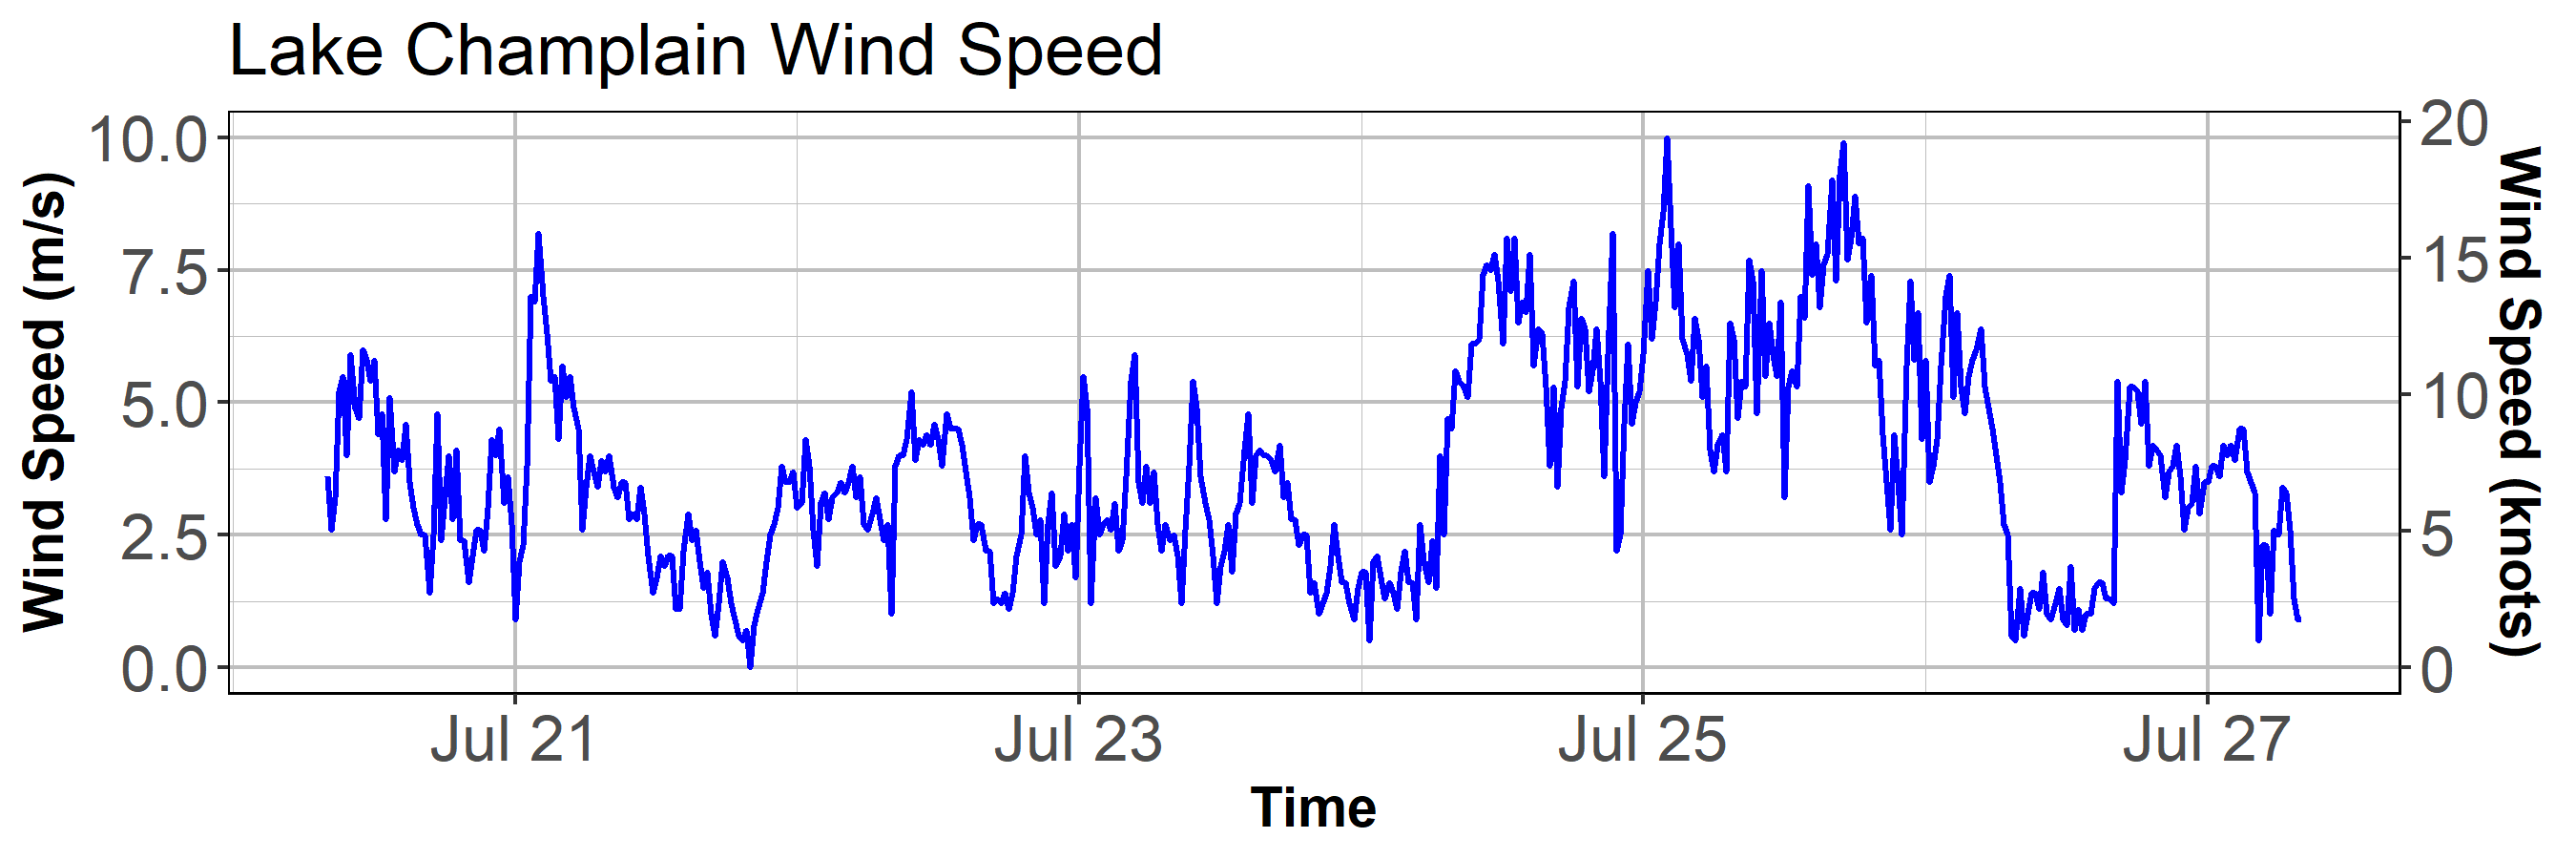 Lake Champlain Wind Speed
Wind Speed (m/s)
10.0
7.5
5.0
2.5
0.0
20
15
10
5
0
Wind Speed (knots)
Jul 21
Jul 23
Jul 25
Jul 27
Time